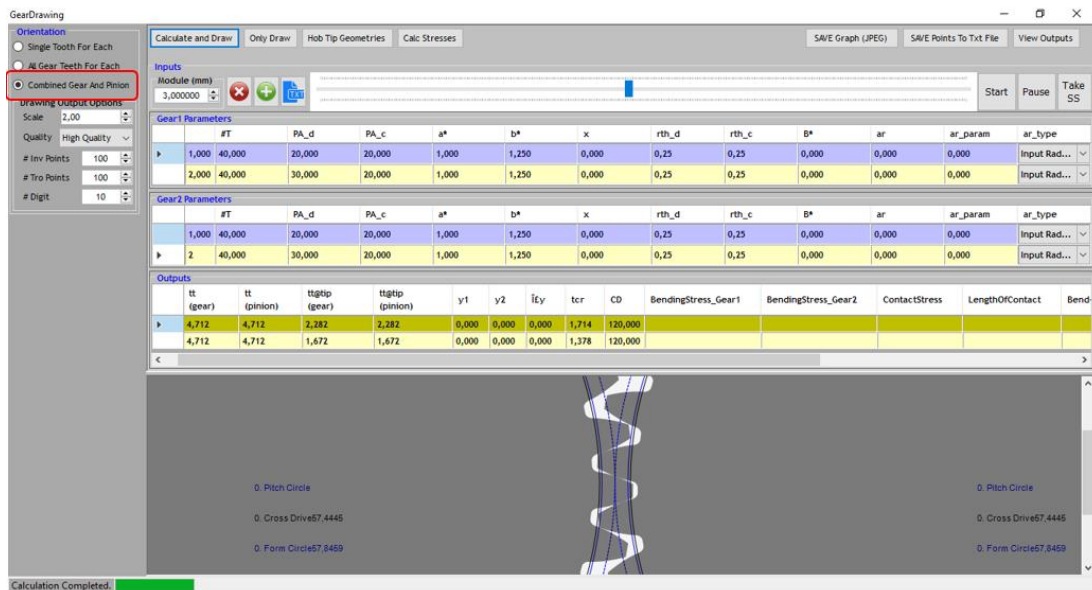 GearDrawing
Orientation
Single Tooth For Each
All Gear Teeth For Each
Combined Gear And Pinion
Drawing Output Options
Scale 2,00
Quality High Quality
# Inv Points 100
# Tro Points 100
# Digit 10
Calculate and Draw Only Draw Hob Tip Geometries Calc Stresses SAVE Graph (JPEG) SAVE Points To Txt File View Outputs
Inputs
Module (mm)
3,000000 TXT Start Pause Take SS
Gear1 Parameters
#T PA_d PA_c a* b* x rth_d rth_c B* ar ar_param ar_type
1,000 40,000 20,000 20,000 1,000 1,250 0,000 0,25 0,25 0,000 0,000 0,000 Input Rad...
2,000 40,000 30,000 20,000 1,000 1,250 0,000 0,25 0,25 0,000 0,000 0,000 Input Rad...
Gear2 Parameters
#T PA_d PA_c a* b* x rth_d rth_c B* ar ar_param ar_type
1,000 40,000 20,000 20,000 1,000 1,250 0,000 0,25 0,25 0,000 0,000 0,000 Input Rad...
2 40,000 30,000 20,000 1,000 1,250 0,000 0,25 0,25 0,000 0,000 0,000 Input Rad...
Outputs
tt (gear) tt (pinion) tt@tip (gear) tt@tip (pinion) y1 y2 Î£y tcr CD BendingStress_Gear1 BendingStress_Gear2 ContactStress LengthOfContact Bend
4,712 4,712 2,282 2,282 0,000 0,000 0,000 1,714 120,000
4,712 4,712 1,672 1,672 0,000 0,000 0,000 1,378 120,000
0. Pitch Circle 0. Pitch Circle
0. Cross Drive57,4445 0. Cross Drive57,4445
0. Form Circle57,8459 0. Form Circle57,8459
Calculation Completed.